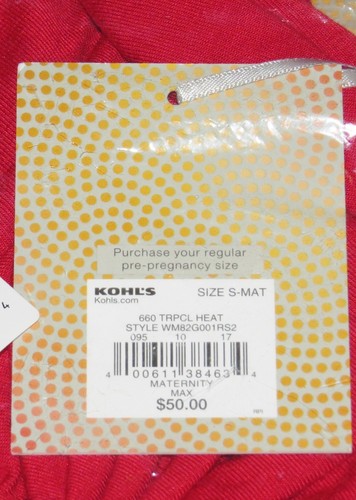 Purchase your regular
pre-pregnancy size
KOHL'S SIZE S-MAT
Kohls.com
660 TRPCL HEAT
STYLE WM82G001RS2
095 10 17
4 00611 38463 4
MATERNITY
MAX
$50.00
4